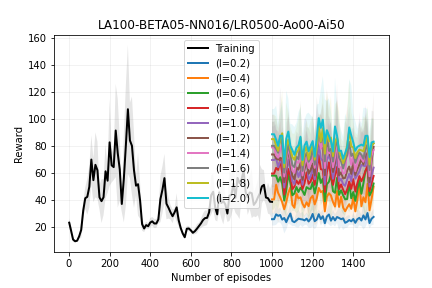 LA100-BETA05-NN016/LR0500-Ao00-Ai50
160
140
120
100
80
60
40
20
Reward
Training
(l=0.2)
(l=0.4)
(l=0.6)
(l=0.8)
(l=1.0)
(l=1.2)
(l=1.4)
(l=1.6)
(l=1.8)
(l=2.0)
0 200 400 600 800 1000 1200 1400
Number of episodes